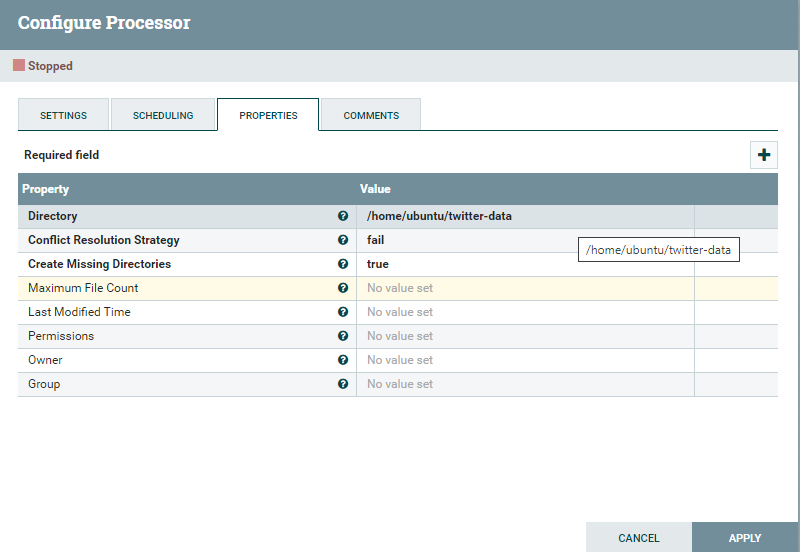 Configure Processor
Stopped
SETTINGS SCHEDULING PROPERTIES COMMENTS
Required field
Property Value
Directory /home/ubuntu/twitter-data
Conflict Resolution Strategy fail
/home/ubuntu/twitter-data
Create Missing Directories true
Maximum File Count No value set
Last Modified Time No value set
Permissions No value set
Owner No value set
Group No value set
CANCEL APPLY